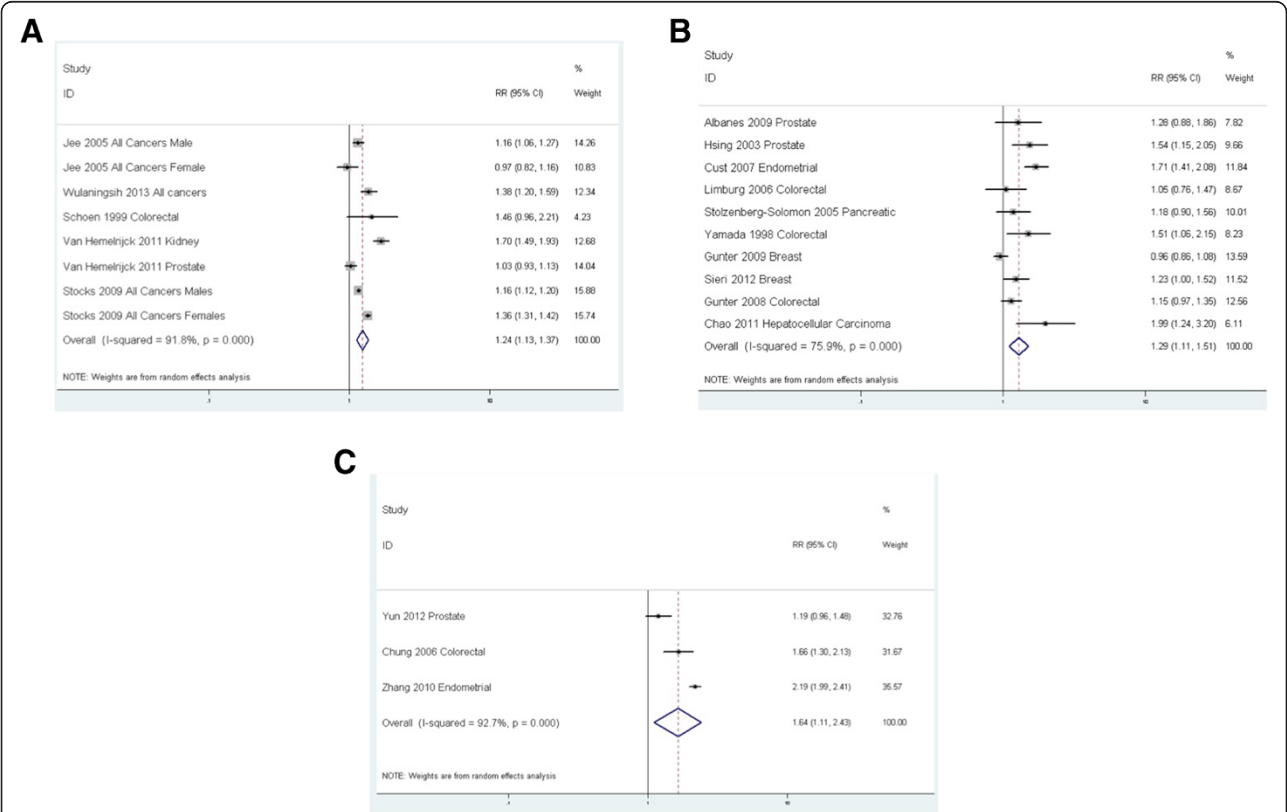 A
Study %
ID RR (95% CI) Weight
Jee 2005 All Cancers Male 1.16 (1.06, 1.27) 14.26
Jee 2005 All Cancers Female 0.97 (0.82, 1.16) 10.83
Wulaningsih 2013 All cancers 1.38 (1.20, 1.59) 12.34
Schoen 1999 Colorectal 1.46 (0.96, 2.21) 4.23
Van Hemelrijck 2011 Kidney 1.70 (1.49, 1.93) 12.68
Van Hemelrijck 2011 Prostate 1.03 (0.93, 1.13) 14.04
Stocks 2009 All Cancers Males 1.16 (1.12, 1.20) 15.88
Stocks 2009 All Cancers Females 1.36 (1.31, 1.42) 15.74
Overall (I-squared = 91.8%, p = 0.000) 1.24 (1.13, 1.37) 100.00
NOTE: Weights are from random effects analysis
.1 1 10
B
Study %
ID RR (95% CI) Weight
Albanes 2009 Prostate 1.28 (0.88, 1.86) 7.82
Hsing 2003 Prostate 1.54 (1.15, 2.05) 9.66
Cust 2007 Endometrial 1.71 (1.41, 2.08) 11.84
Limburg 2006 Colorectal 1.05 (0.76, 1.47) 8.67
Stolzenberg-Solomon 2005 Pancreatic 1.18 (0.90, 1.56) 10.01
Yamada 1998 Colorectal 1.51 (1.06, 2.15) 8.23
Gunter 2009 Breast 0.96 (0.86, 1.08) 13.59
Sieri 2012 Breast 1.23 (1.00, 1.52) 11.52
Gunter 2008 Colorectal 1.15 (0.97, 1.35) 12.56
Chao 2011 Hepatocellular Carcinoma 1.99 (1.24, 3.20) 6.11
Overall (I-squared = 75.9%, p = 0.000) 1.29 (1.11, 1.51) 100.00
NOTE: Weights are from random effects analysis
.1 1 10
C
Study %
ID RR (95% CI) Weight
Yun 2012 Prostate 1.19 (0.96, 1.48) 32.76
Chung 2006 Colorectal 1.66 (1.30, 2.13) 31.67
Zhang 2010 Endometrial 2.19 (1.99, 2.41) 35.57
Overall (I-squared = 92.7%, p = 0.000) 1.64 (1.11, 2.43) 100.00
NOTE: Weights are from random effects analysis
.1 1 10